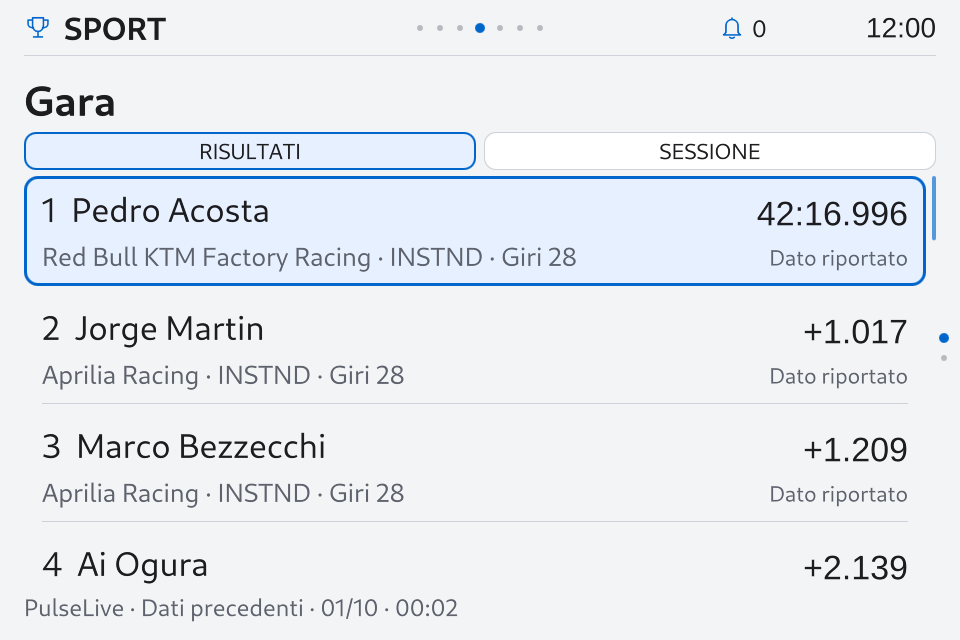 SPORT
0
12:00
Gara
RISULTATI
SESSIONE
1 Pedro Acosta
42:16.996
Red Bull KTM Factory Racing · INSTND · Giri 28
Dato riportato
2 Jorge Martin
+1.017
Aprilia Racing · INSTND · Giri 28
Dato riportato
3 Marco Bezzecchi
+1.209
Aprilia Racing · INSTND · Giri 28
Dato riportato
4 Ai Ogura
+2.139
PulseLive · Dati precedenti · 01/10 · 00:02